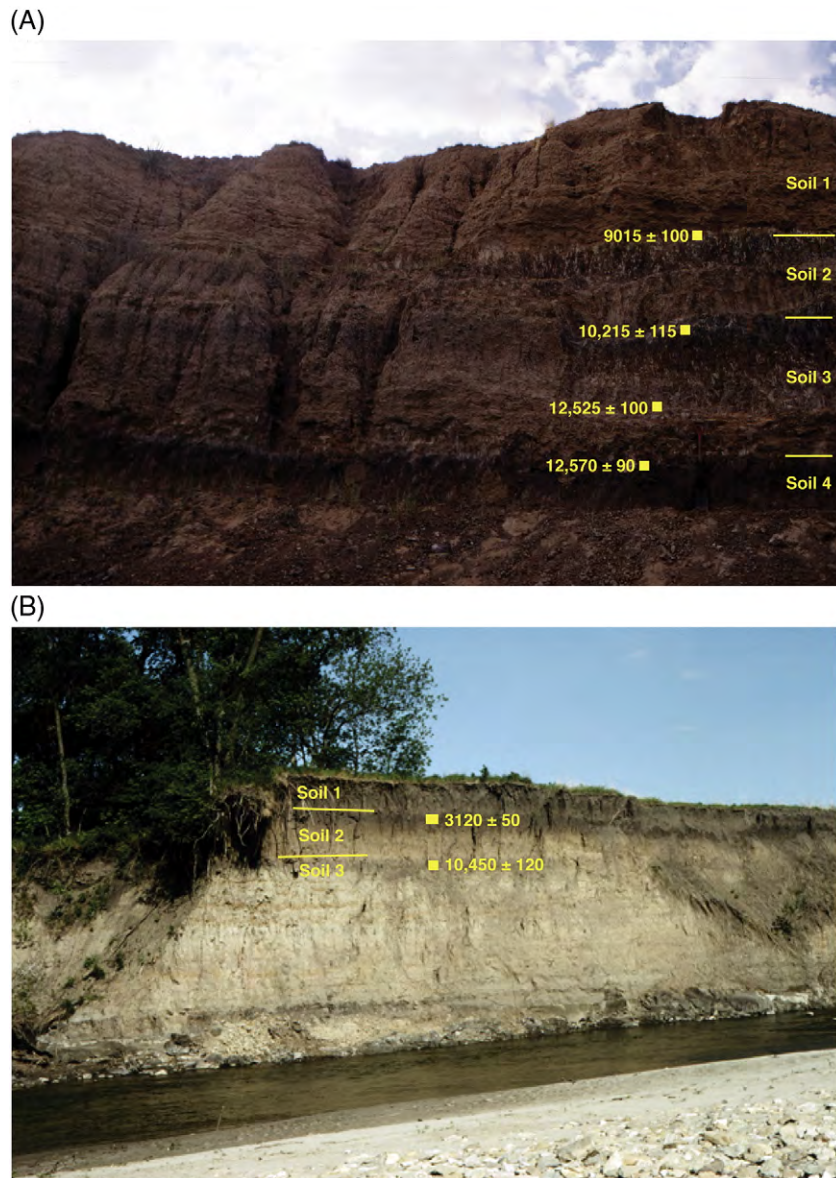 (A)
Soil 1
9015 ± 100
Soil 2
10,215 ± 115
Soil 3
12,525 ± 100
12,570 ± 90
Soil 4
(B)
Soil 1
3120 ± 50
Soil 2
Soil 3
10,450 ± 120